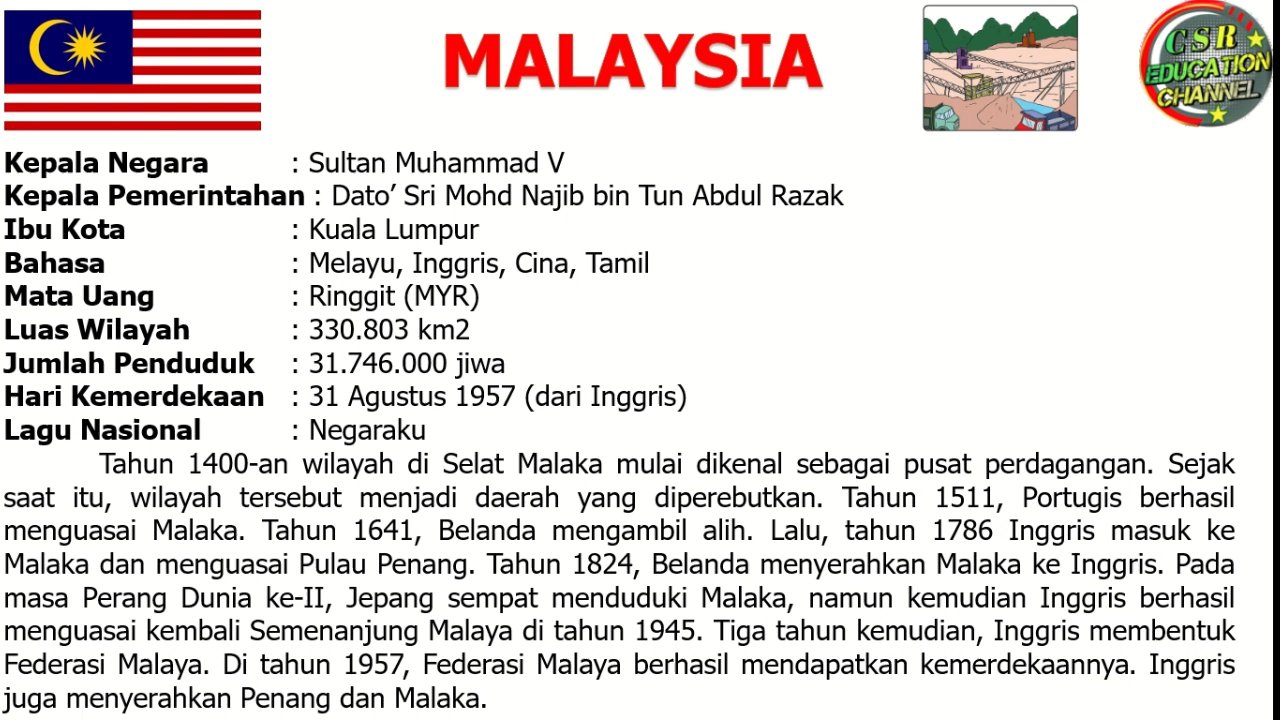 MALAYSIA
CSR
EDUCATION
CHANNEL
Kepala Negara : Sultan Muhammad V
Kepala Pemerintahan : Dato’ Sri Mohd Najib bin Tun Abdul Razak
Ibu Kota : Kuala Lumpur
Bahasa : Melayu, Inggris, Cina, Tamil
Mata Uang : Ringgit (MYR)
Luas Wilayah : 330.803 km2
Jumlah Penduduk : 31.746.000 jiwa
Hari Kemerdekaan : 31 Agustus 1957 (dari Inggris)
Lagu Nasional : Negaraku
Tahun 1400-an wilayah di Selat Malaka mulai dikenal sebagai pusat perdagangan. Sejak
saat itu, wilayah tersebut menjadi daerah yang diperebutkan. Tahun 1511, Portugis berhasil
menguasai Malaka. Tahun 1641, Belanda mengambil alih. Lalu, tahun 1786 Inggris masuk ke
Malaka dan menguasai Pulau Penang. Tahun 1824, Belanda menyerahkan Malaka ke Inggris. Pada
masa Perang Dunia ke-II, Jepang sempat menduduki Malaka, namun kemudian Inggris berhasil
menguasai kembali Semenanjung Malaya di tahun 1945. Tiga tahun kemudian, Inggris membentuk
Federasi Malaya. Di tahun 1957, Federasi Malaya berhasil mendapatkan kemerdekaannya. Inggris
juga menyerahkan Penang dan Malaka.